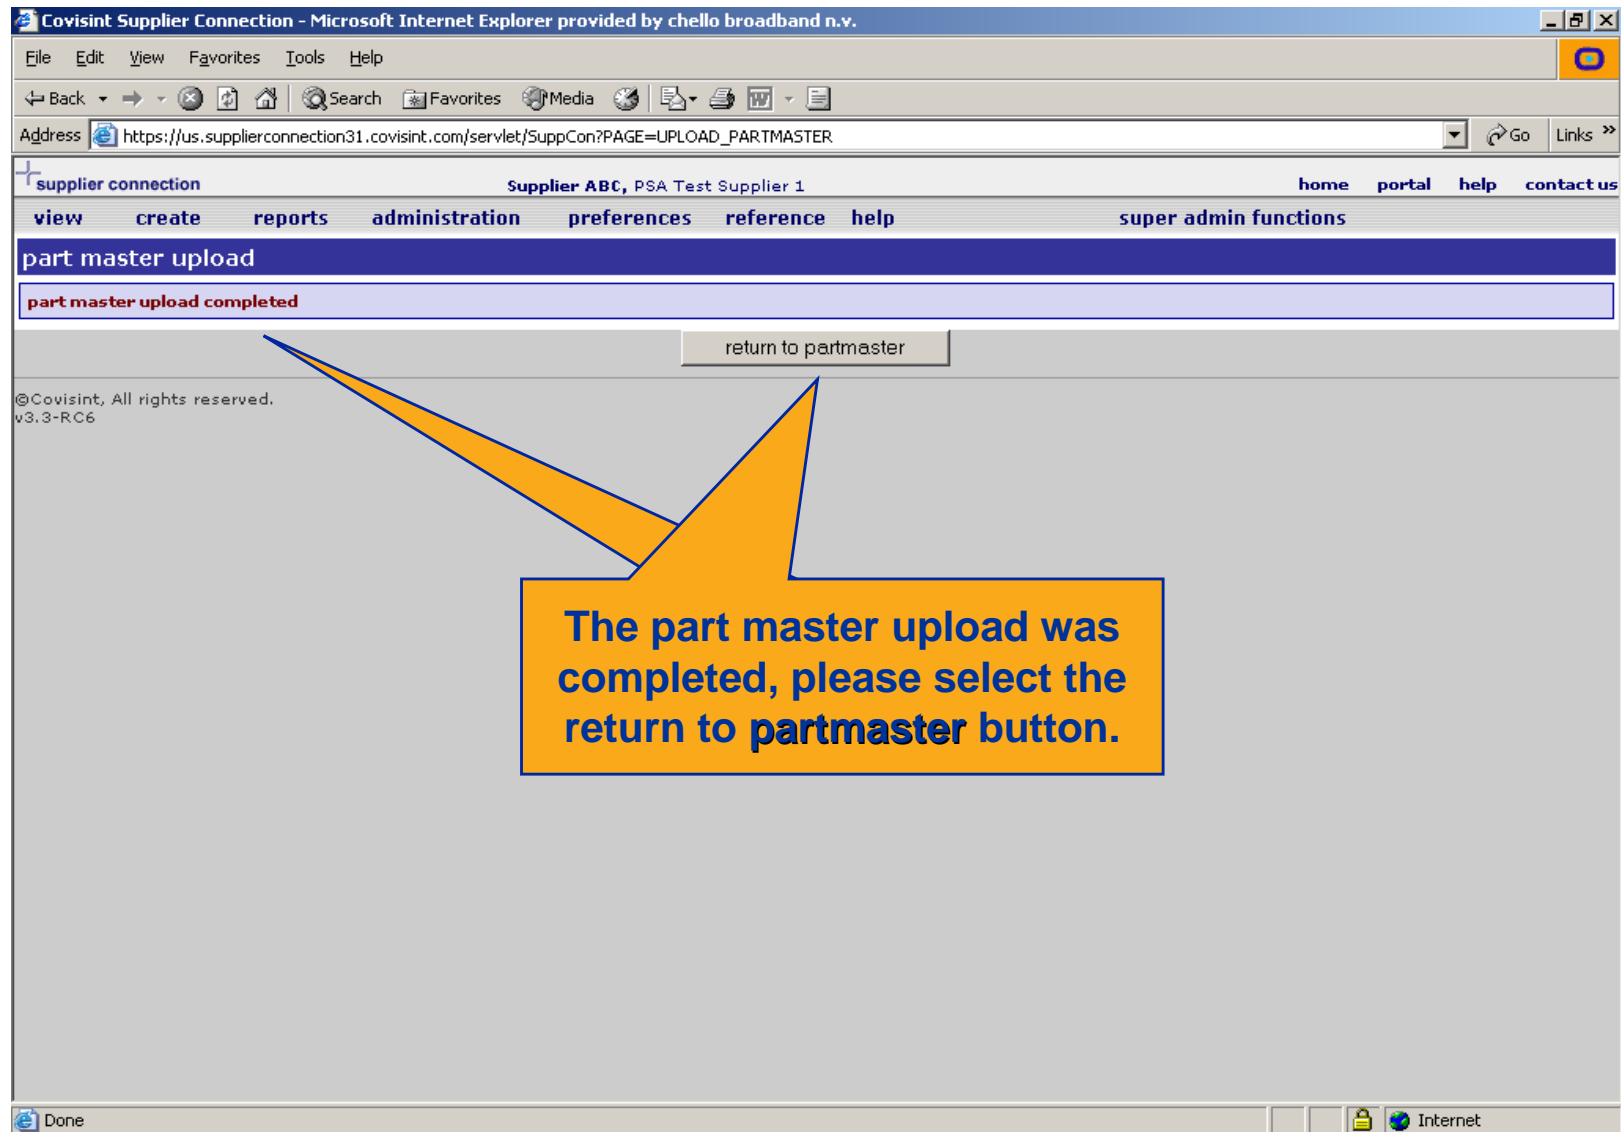 Covisint Supplier Connection - Microsoft Internet Explorer provided by chello broadband n.v.
File Edit View Favorites Tools Help
Back Search Favorites Media
Address https://us.supplierconnection31.covisint.com/servlet/SuppCon?PAGE=UPLOAD_PARTMASTER Go Links »
supplier connection Supplier ABC, PSA Test Supplier 1 home portal help contact us
view create reports administration preferences reference help super admin functions
part master upload
part master upload completed
return to partmaster
©Covisint, All rights reserved.
v3.3-RC6
The part master upload was
completed, please select the
return to partmaster button.
Done Internet